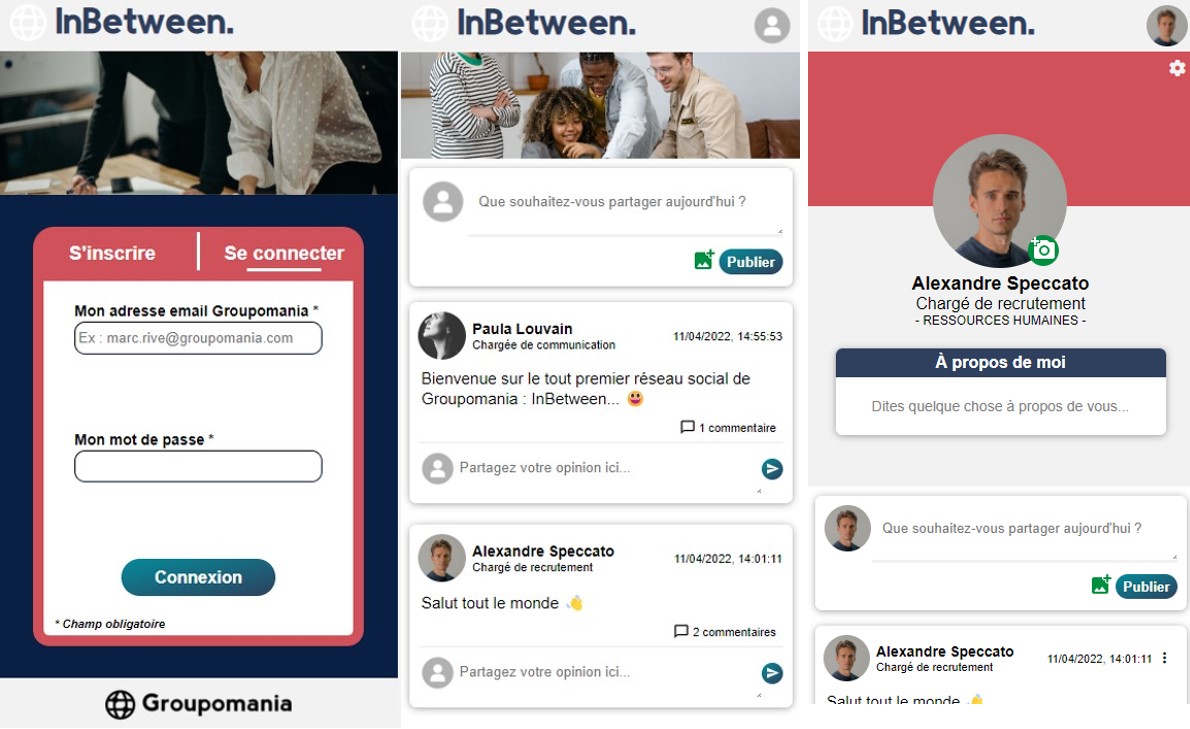 InBetween.
S'inscrire
Se connecter
Mon adresse email Groupomania *
Ex : marc.rive@groupomania.com
Mon mot de passe *
Connexion
* Champ obligatoire
Groupomania
InBetween.
Que souhaitez-vous partager aujourd'hui ?
Publier
Paula Louvain
Chargée de communication
11/04/2022, 14:55:53
Bienvenue sur le tout premier réseau social de
Groupomania : InBetween... 😃
1 commentaire
Partagez votre opinion ici...
Alexandre Speccato
Chargé de recrutement
11/04/2022, 14:01:11
Salut tout le monde 👋
2 commentaires
Partagez votre opinion ici...
InBetween.
Alexandre Speccato
Chargé de recrutement
- RESSOURCES HUMAINES -
À propos de moi
Dites quelque chose à propos de vous...
Que souhaitez-vous partager aujourd'hui ?
Publier
Alexandre Speccato
Chargé de recrutement
11/04/2022, 14:01:11
Salut tout le monde 👋